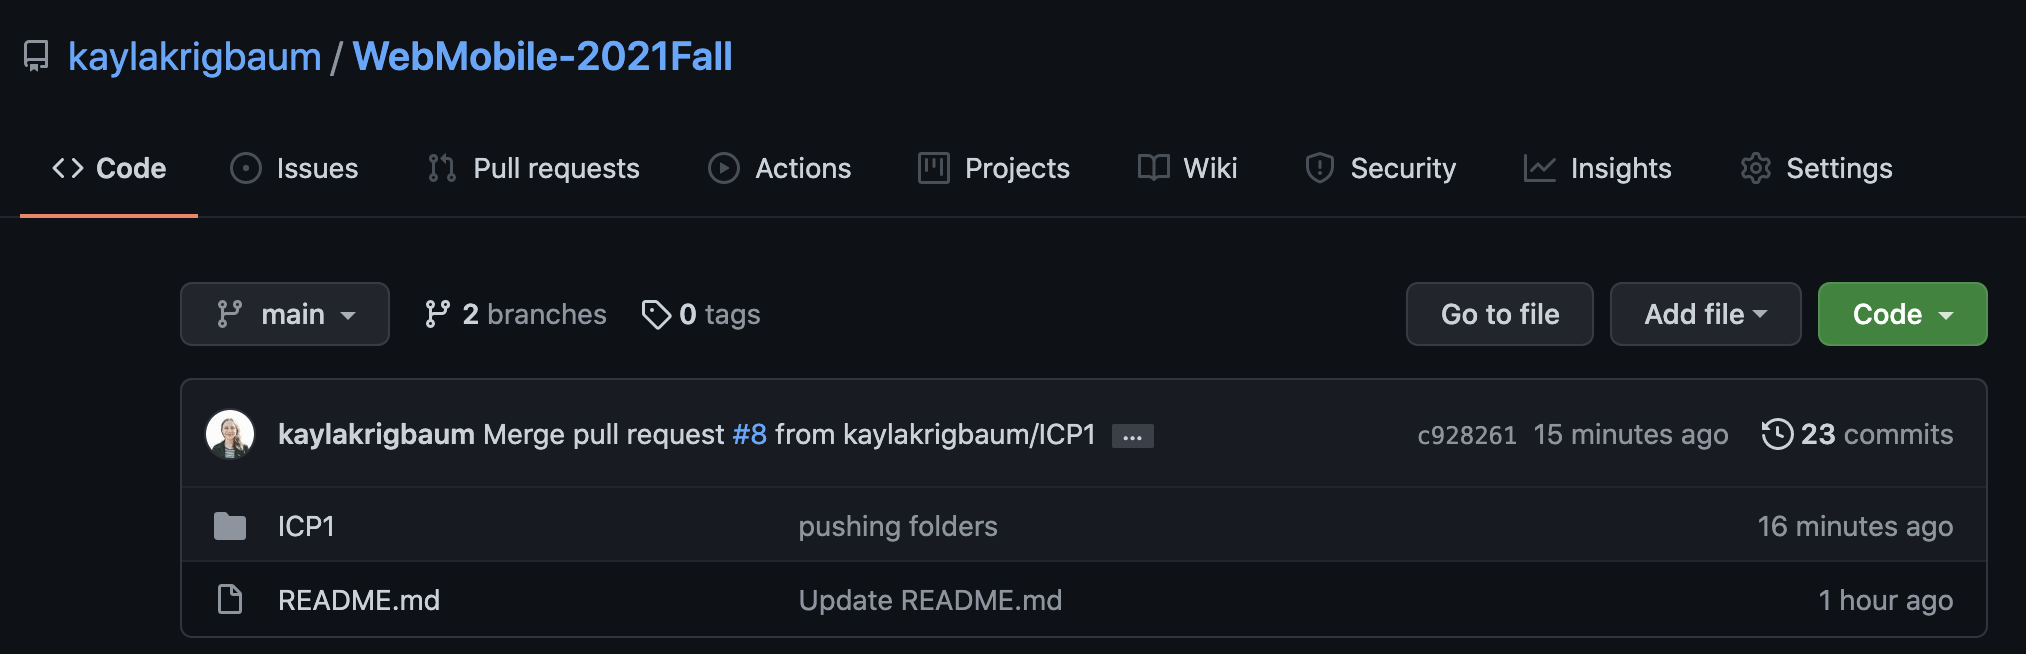 kaylakrigbaum / WebMobile-2021Fall
Code Issues Pull requests Actions Projects Wiki Security Insights Settings
main 2 branches 0 tags Go to file Add file Code
kaylakrigbaum Merge pull request #8 from kaylakrigbaum/ICP1 ... c928261 15 minutes ago 23 commits
ICP1 pushing folders 16 minutes ago
README.md Update README.md 1 hour ago